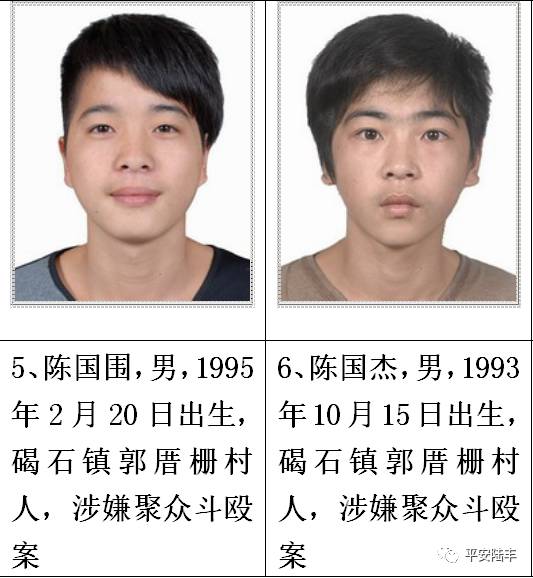 5、陈国围，男，1995
年2月20日出生，
碣石镇郭厝栅村
人，涉嫌聚众斗殴
案
6、陈国杰，男，1993
年10月15日出生，
碣石镇郭厝栅村
人，涉嫌聚众斗殴
案
平安陆丰